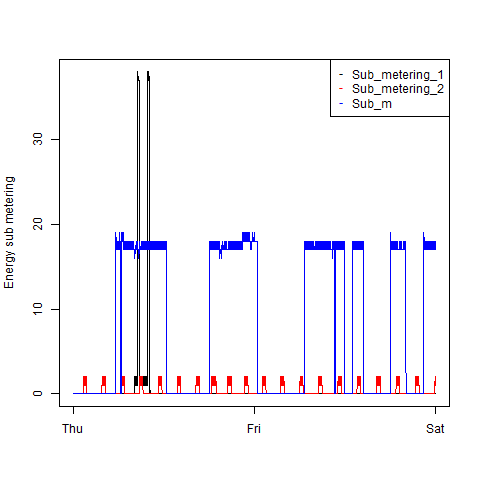 Sub_metering_1
Sub_metering_2
Sub_m
Energy sub metering
30
20
10
0
Thu Fri Sat